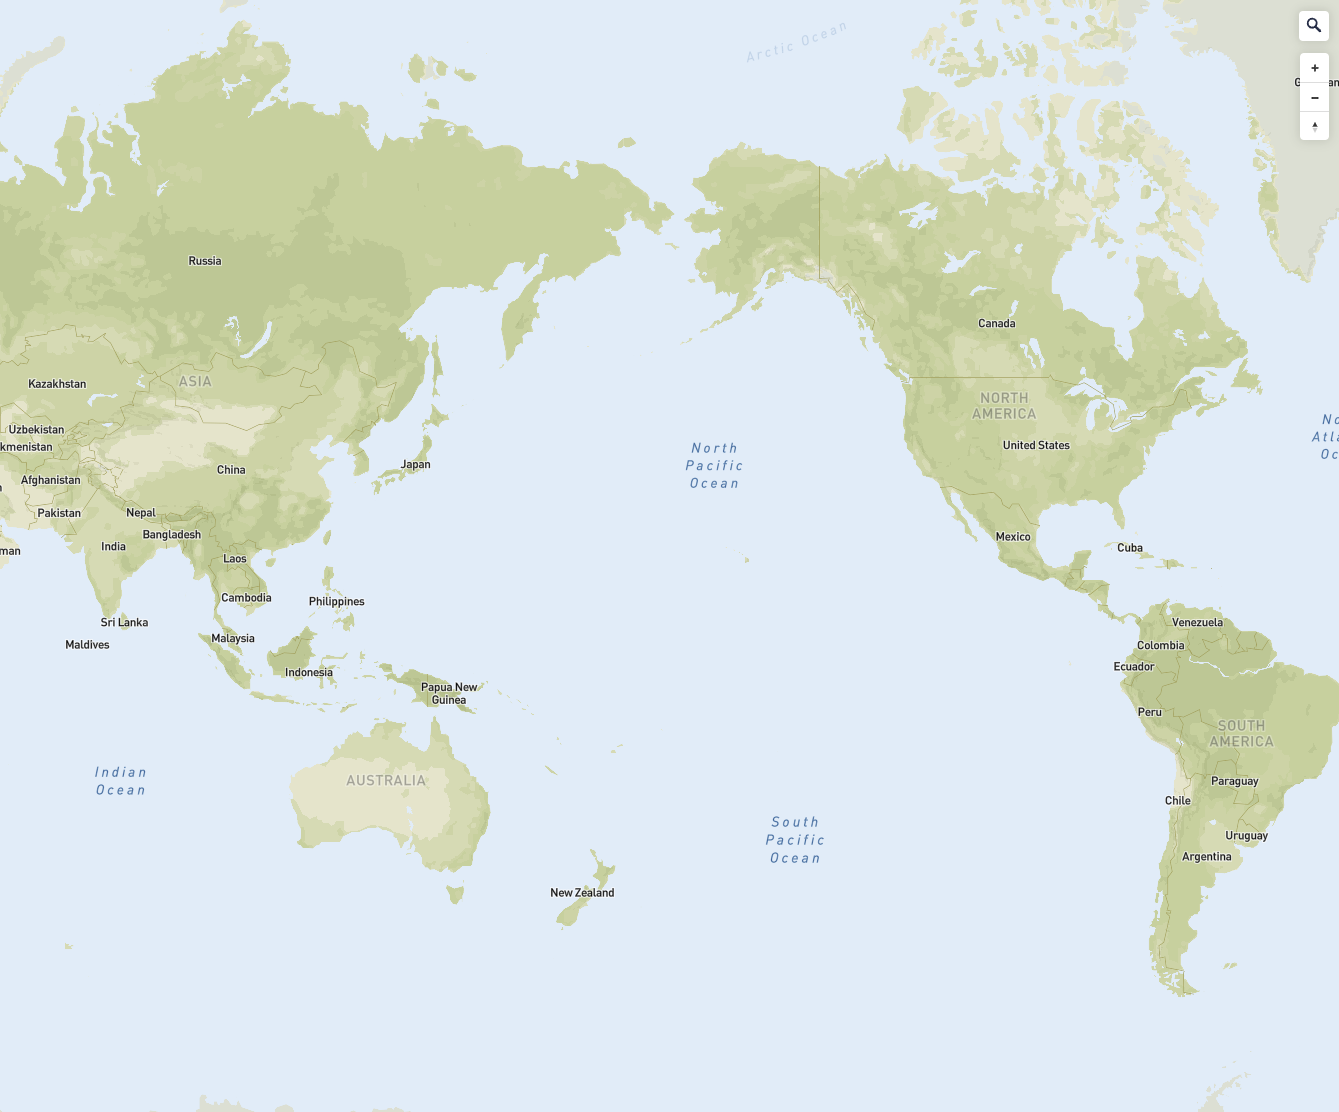 Arctic Ocean
Russia
Canada
Kazakhstan
ASIA
NORTH
AMERICA
Uzbekistan
kmenistan
United States
North
Pacific
Ocean
No
Atla
Oc
Japan
China
Afghanistan
Pakistan
Nepal
Bangladesh
India
man
Laos
Mexico
Cuba
Cambodia
Philippines
Sri Lanka
Maldives
Malaysia
Indonesia
Venezuela
Colombia
Ecuador
Papua New
Guinea
Peru
SOUTH
AMERICA
Indian
Ocean
AUSTRALIA
Paraguay
Chile
South
Pacific
Ocean
Uruguay
Argentina
New Zealand